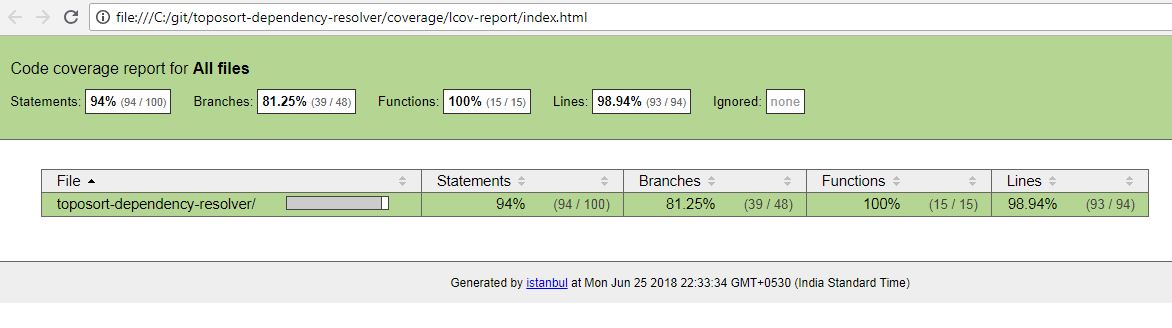 file:///C:/git/toposort-dependency-resolver/coverage/lcov-report/index.html
Code coverage report for All files
Statements: 94% (94 / 100) Branches: 81.25% (39 / 48) Functions: 100% (15 / 15) Lines: 98.94% (93 / 94) Ignored: none
File Statements Branches Functions Lines
toposort-dependency-resolver/ 94% (94 / 100) 81.25% (39 / 48) 100% (15 / 15) 98.94% (93 / 94)
Generated by istanbul at Mon Jun 25 2018 22:33:34 GMT+0530 (India Standard Time)